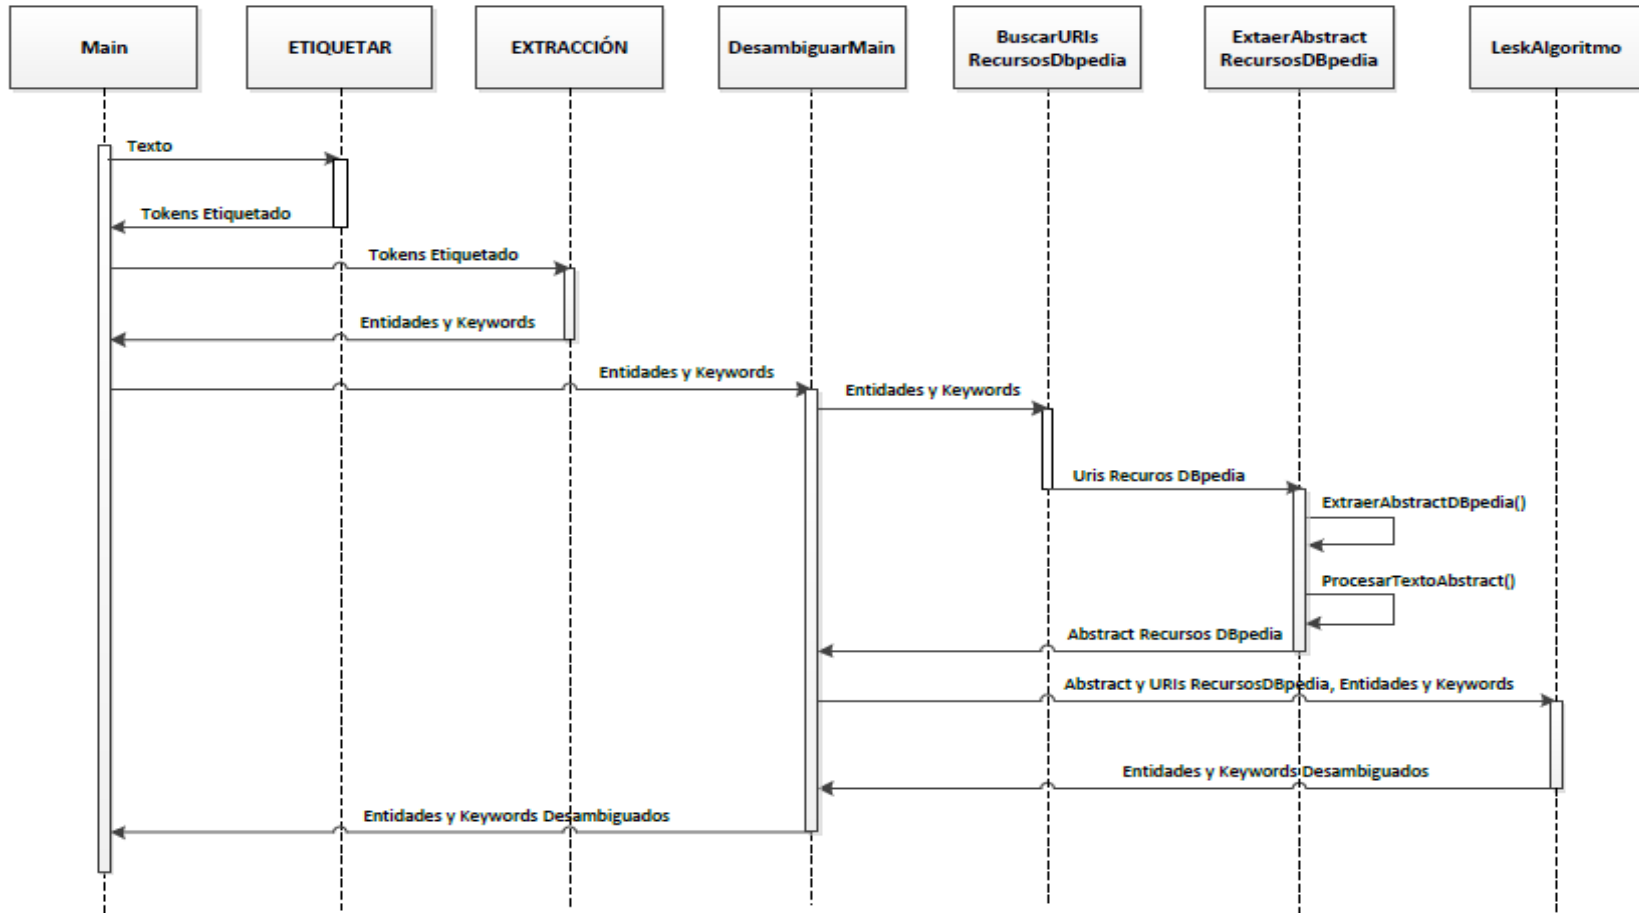 Main
ETIQUETAR
EXTRACCIÓN
DesambiguarMain
BuscarURIs
RecursosDbpedia
ExtaerAbstract
RecursosDBpedia
LeskAlgoritmo
Texto
Tokens Etiquetado
Tokens Etiquetado
Entidades y Keywords
Entidades y Keywords
Entidades y Keywords
Uris Recuros DBpedia
ExtraerAbstractDBpedia()
ProcesarTextoAbstract()
Abstract Recursos DBpedia
Abstract y URIs RecursosDBpedia, Entidades y Keywords
Entidades y Keywords Desambiguados
Entidades y Keywords Desambiguados